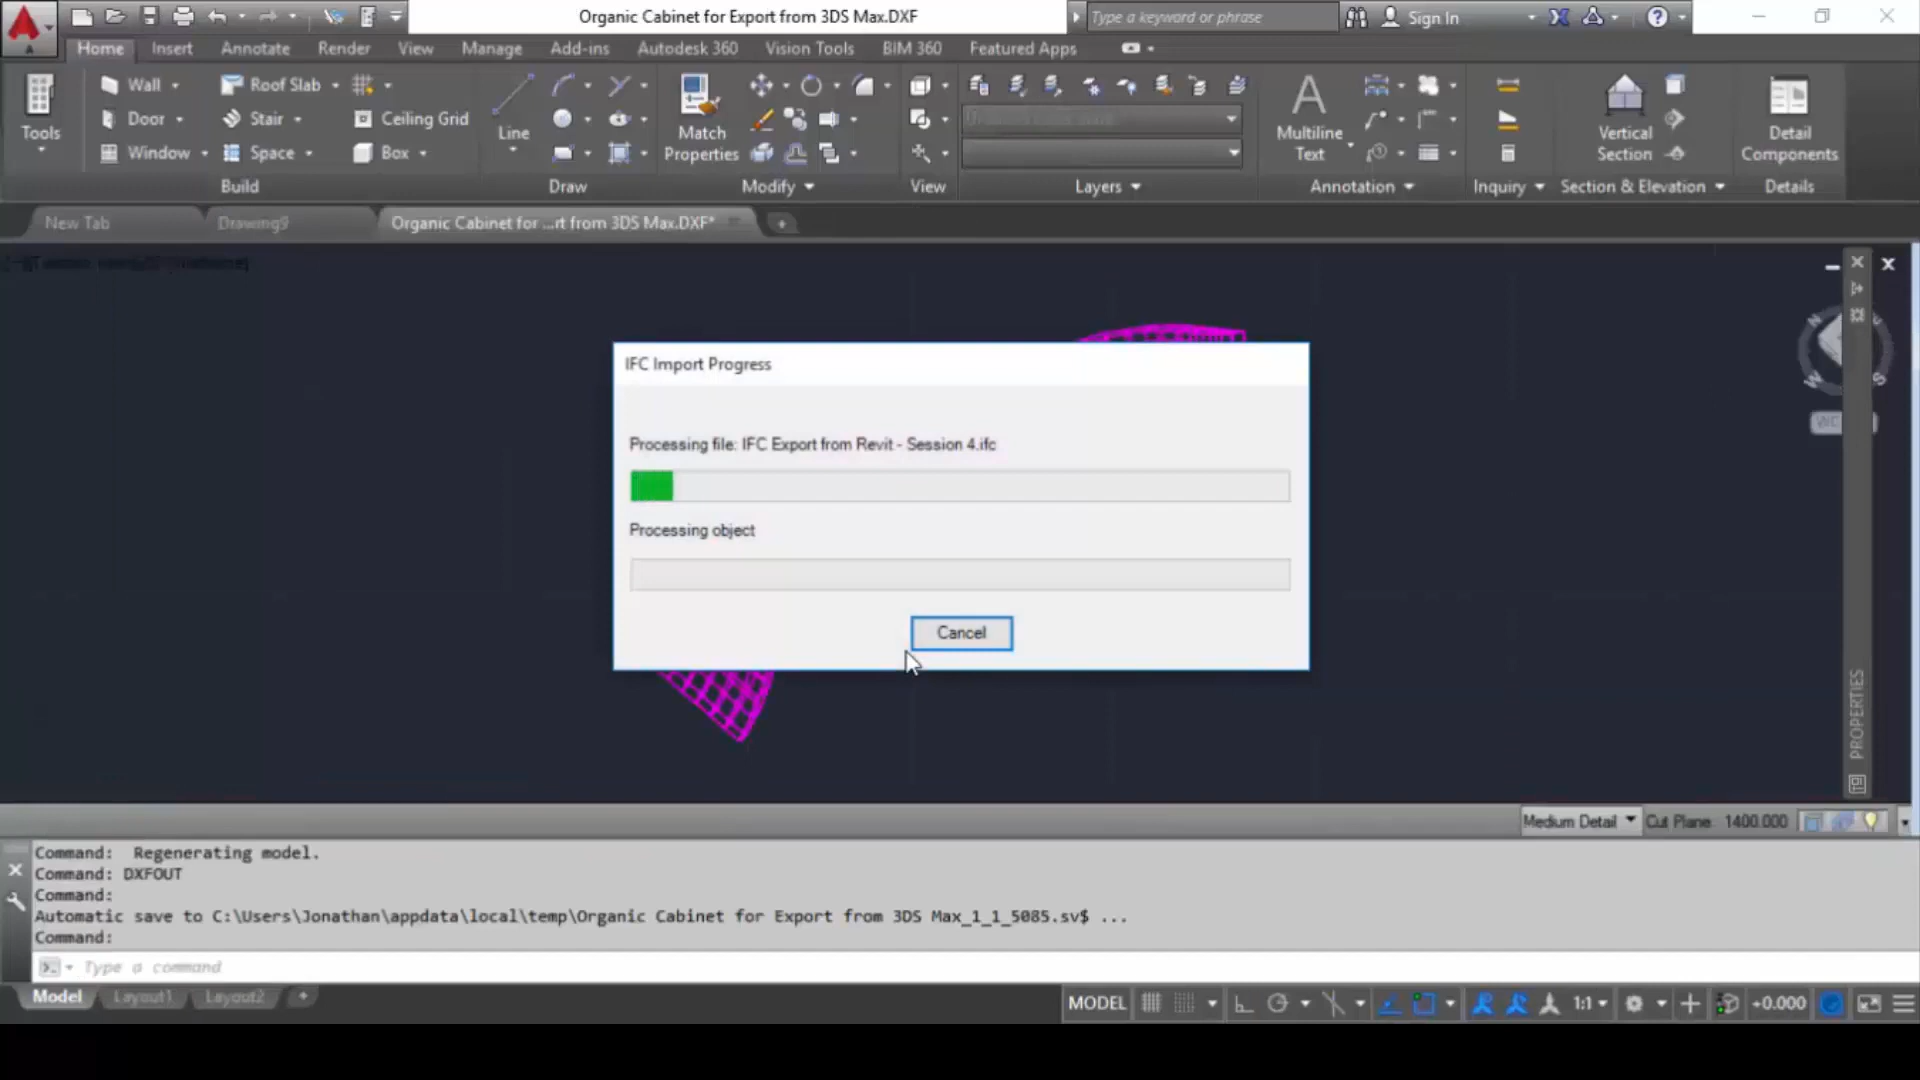 Organic Cabinet for Export from 3DS Max.DXF
Type a keyword or phrase
Sign In
Home
Insert
Annotate
Render
View
Manage
Add-ins
Autodesk 360
Vision Tools
BIM 360
Featured Apps
Tools
Wall
Roof Slab
Door
Stair
Ceiling Grid
Window
Space
Box
Build
Line
Draw
Match
Properties
Modify
View
Layers
Multiline
Text
Annotation
Inquiry
Vertical
Section
Section & Elevation
Detail
Components
Details
New Tab
Drawing9
Organic Cabinet for ...rt from 3DS Max.DXF*
N
W
S
IFC Import Progress
Processing file: IFC Export from Revit - Session 4.ifc
Processing object
Cancel
PROPERTIES
Medium Detail
Cut Plane: 1400.000
Command:  Regenerating model.
Command: DXFOUT
Command:
Automatic save to C:\Users\Jonathan\appdata\local\temp\Organic Cabinet for Export from 3DS Max_1_1_5085.sv$ ...
Command:
Type a command
Model
Layout1
Layout2
MODEL
1:1
+0.000